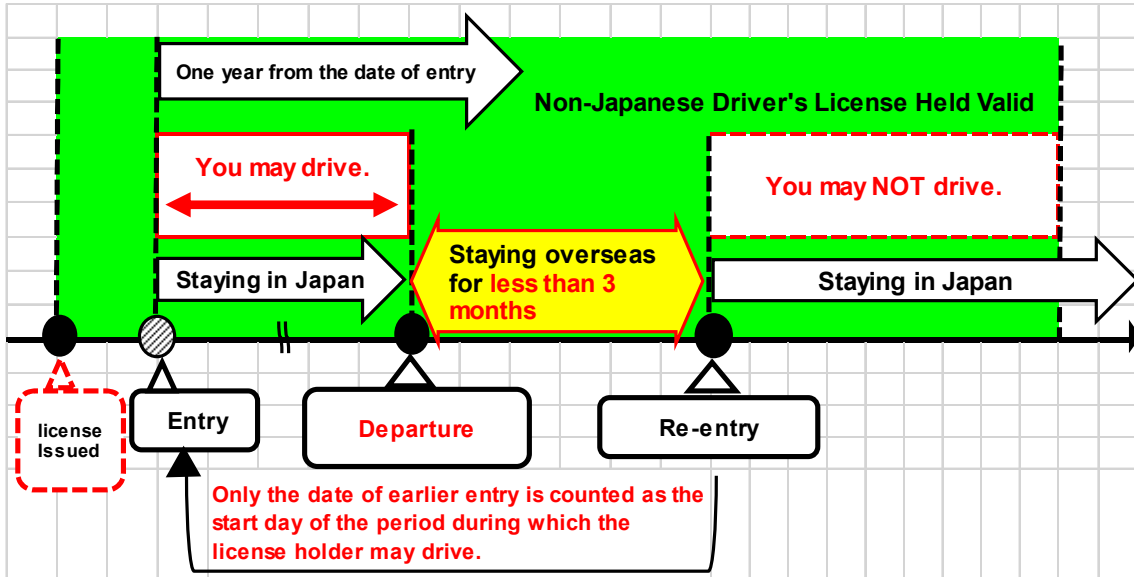 One year from the date of entry
Non-Japanese Driver's License Held Valid
You may drive.
You may NOT drive.
Staying in Japan
Staying overseas
for less than 3
months
Staying in Japan
license
Issued
Entry
Departure
Re-entry
Only the date of earlier entry is counted as the
start day of the period during which the
license holder may drive.